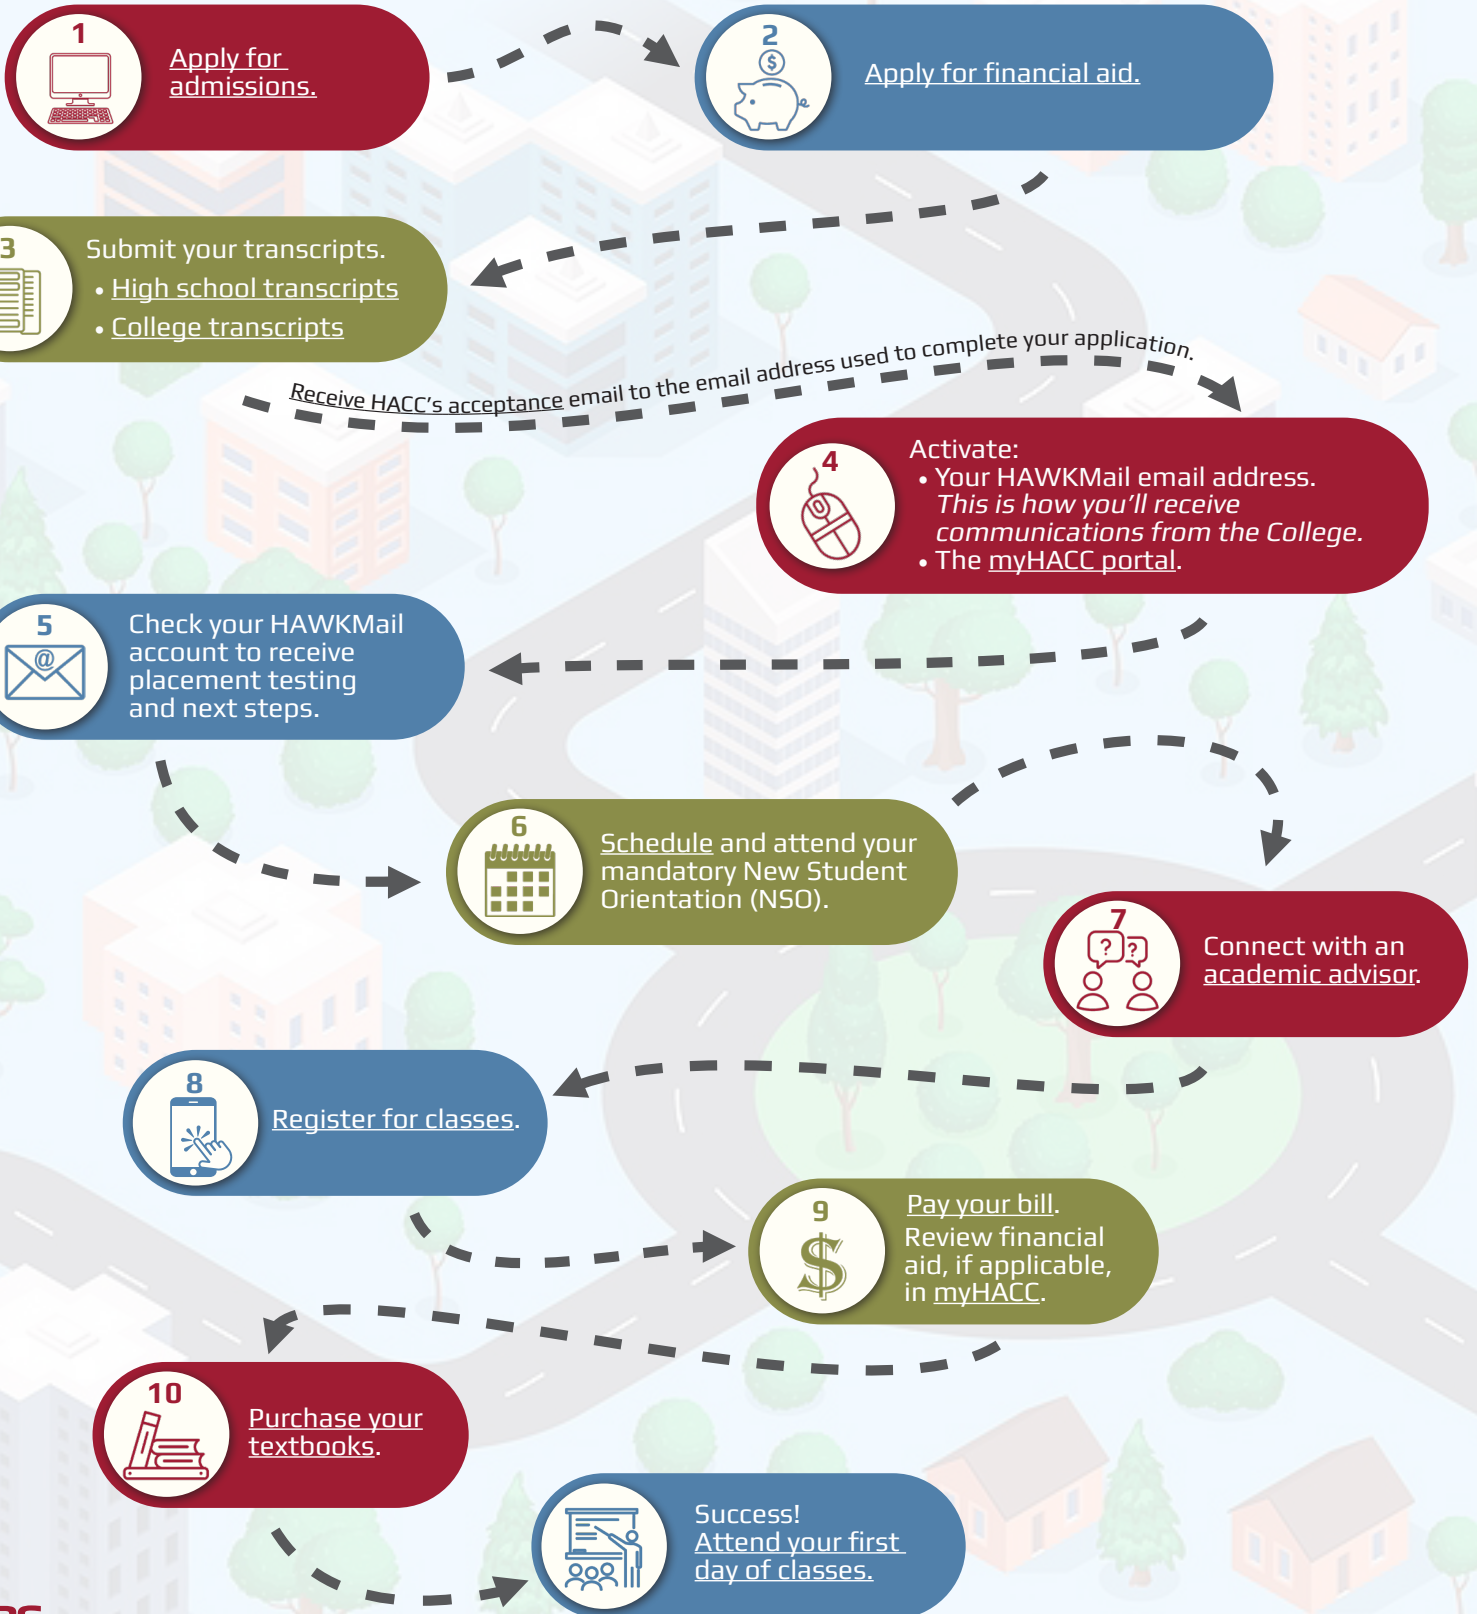 1
Apply for
admissions.
2
$
Apply for financial aid.
3
Submit your transcripts.
• High school transcripts
• College transcripts
Receive HACC's acceptance email to the email address used to complete your application.
4
Activate:
• Your HAWKMail email address.
This is how you'll receive
communications from the College.
• The myHACC portal.
5
@
Check your HAWKMail
account to receive
placement testing
and next steps.
6
Schedule and attend your
mandatory New Student
Orientation (NSO).
7
? ?
Connect with an
academic advisor.
8
Register for classes.
9
$
Pay your bill.
Review financial
aid, if applicable,
in myHACC.
10
Purchase your
textbooks.
Success!
Attend your first
day of classes.